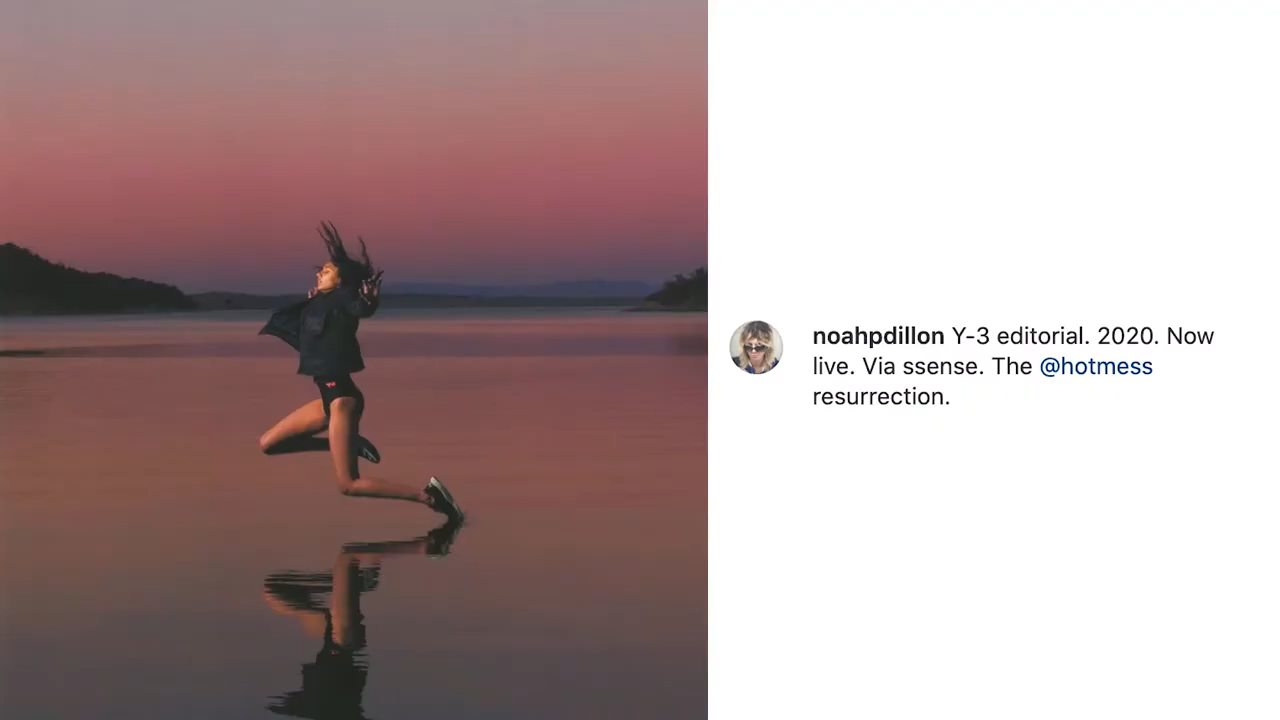 noahpdillon Y-3 editorial. 2020. Now
live. Via ssense. The @hotmess
resurrection.